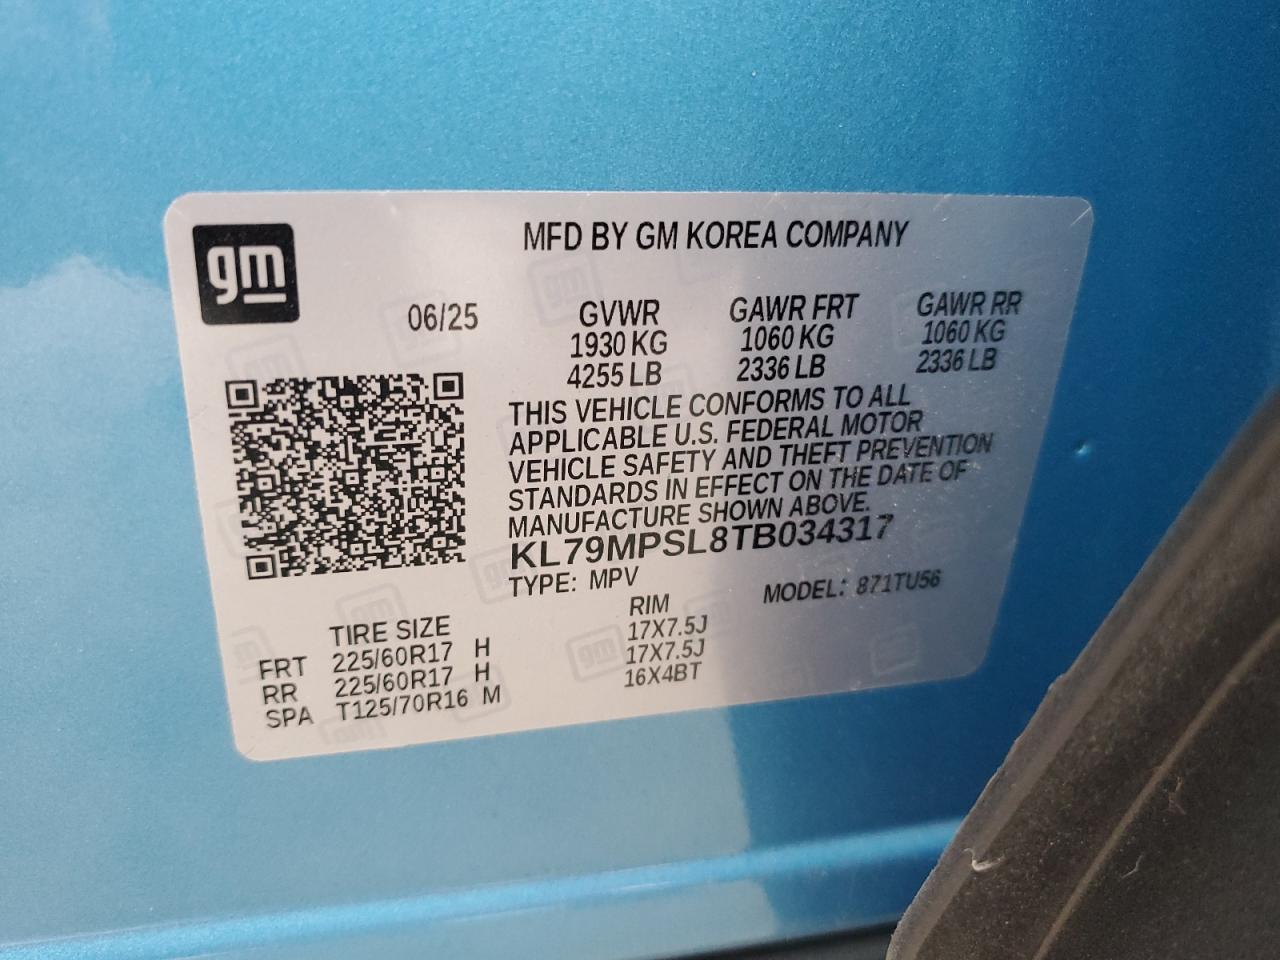 gm
MFD BY GM KOREA COMPANY
06/25
GVWR GAWR FRT GAWR RR
1930 KG 1060 KG 1060 KG
4255 LB 2336 LB 2336 LB
THIS VEHICLE CONFORMS TO ALL
APPLICABLE U.S. FEDERAL MOTOR
VEHICLE SAFETY AND THEFT PREVENTION
STANDARDS IN EFFECT ON THE DATE OF
MANUFACTURE SHOWN ABOVE.
KL79MPSL8TB034317
TYPE: MPV MODEL: 871TU56
TIRE SIZE RIM
FRT 225/60R17 H 17X7.5J
RR 225/60R17 H 17X7.5J
SPA T125/70R16 M 16X4BT